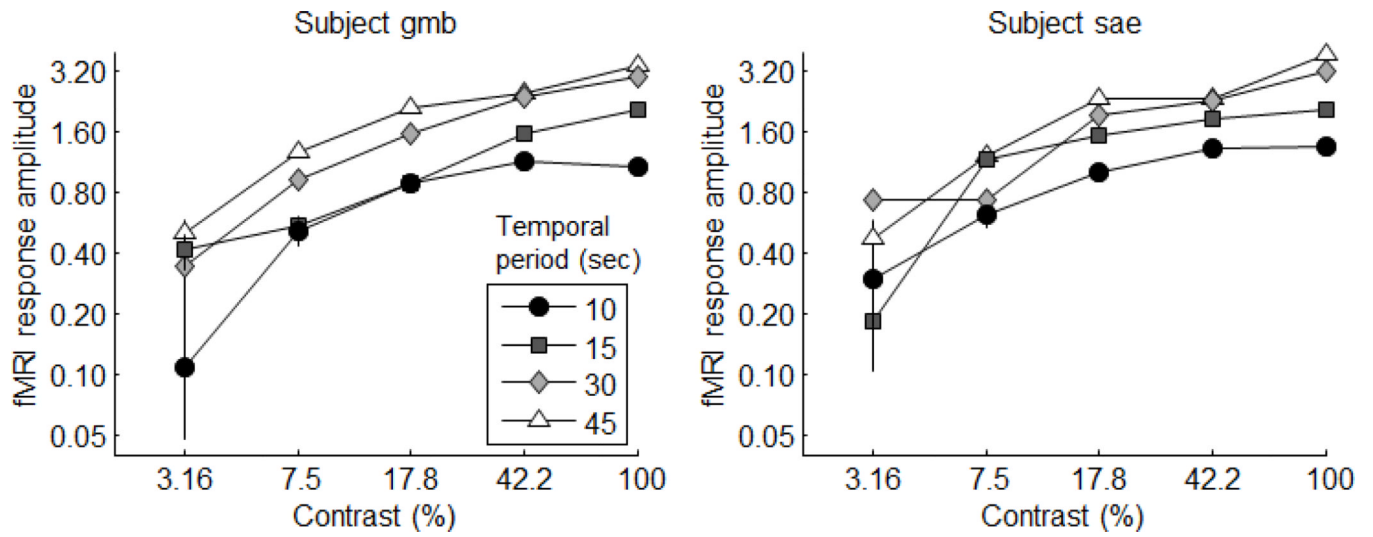 Subject gmb
fMRI response amplitude
3.20
1.60
0.80
0.40
0.20
0.10
0.05
3.16 7.5 17.8 42.2 100
Contrast (%)
Temporal
period (sec)
10
15
30
45
Subject sae
fMRI response amplitude
3.20
1.60
0.80
0.40
0.20
0.10
0.05
3.16 7.5 17.8 42.2 100
Contrast (%)